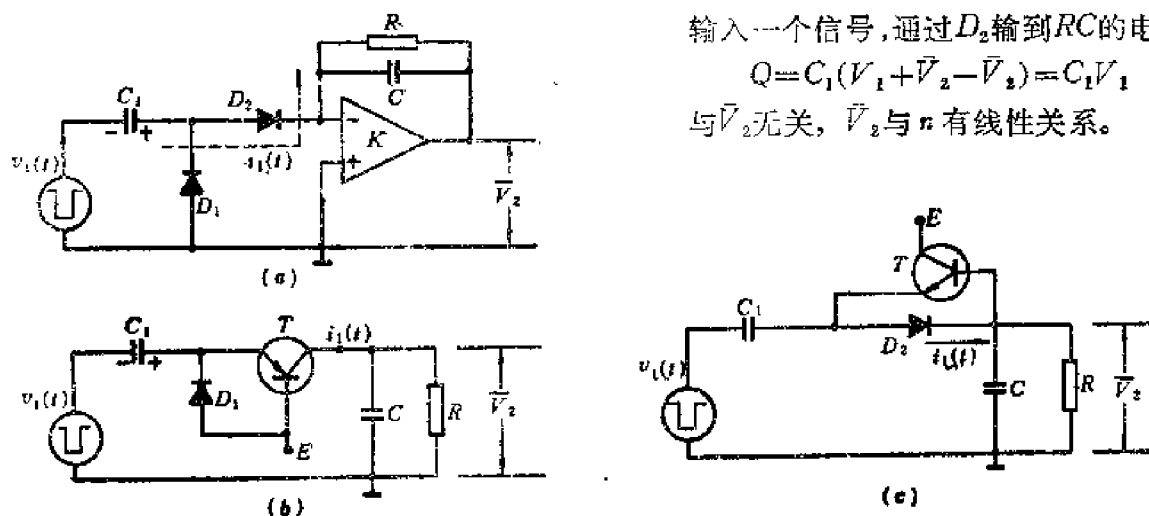 输入一个信号,通过D₂输到RC的电
Q=C₁(V₁+V̄₂-V̄₂)=C₁V₁
与V̄₂无关, V̄₂与n有线性关系。
R
C
C₁
D₂
- +
i₁(t)
-
K
+
v₁(t)
D₁
V̄₂
(a)
C₁
T
i₁(t)
- +
v₁(t)
D₁
C
R
V̄₂
E
(b)
E
T
C₁
D₂
i₁(t)
v₁(t)
C
R
V̄₂
(c)